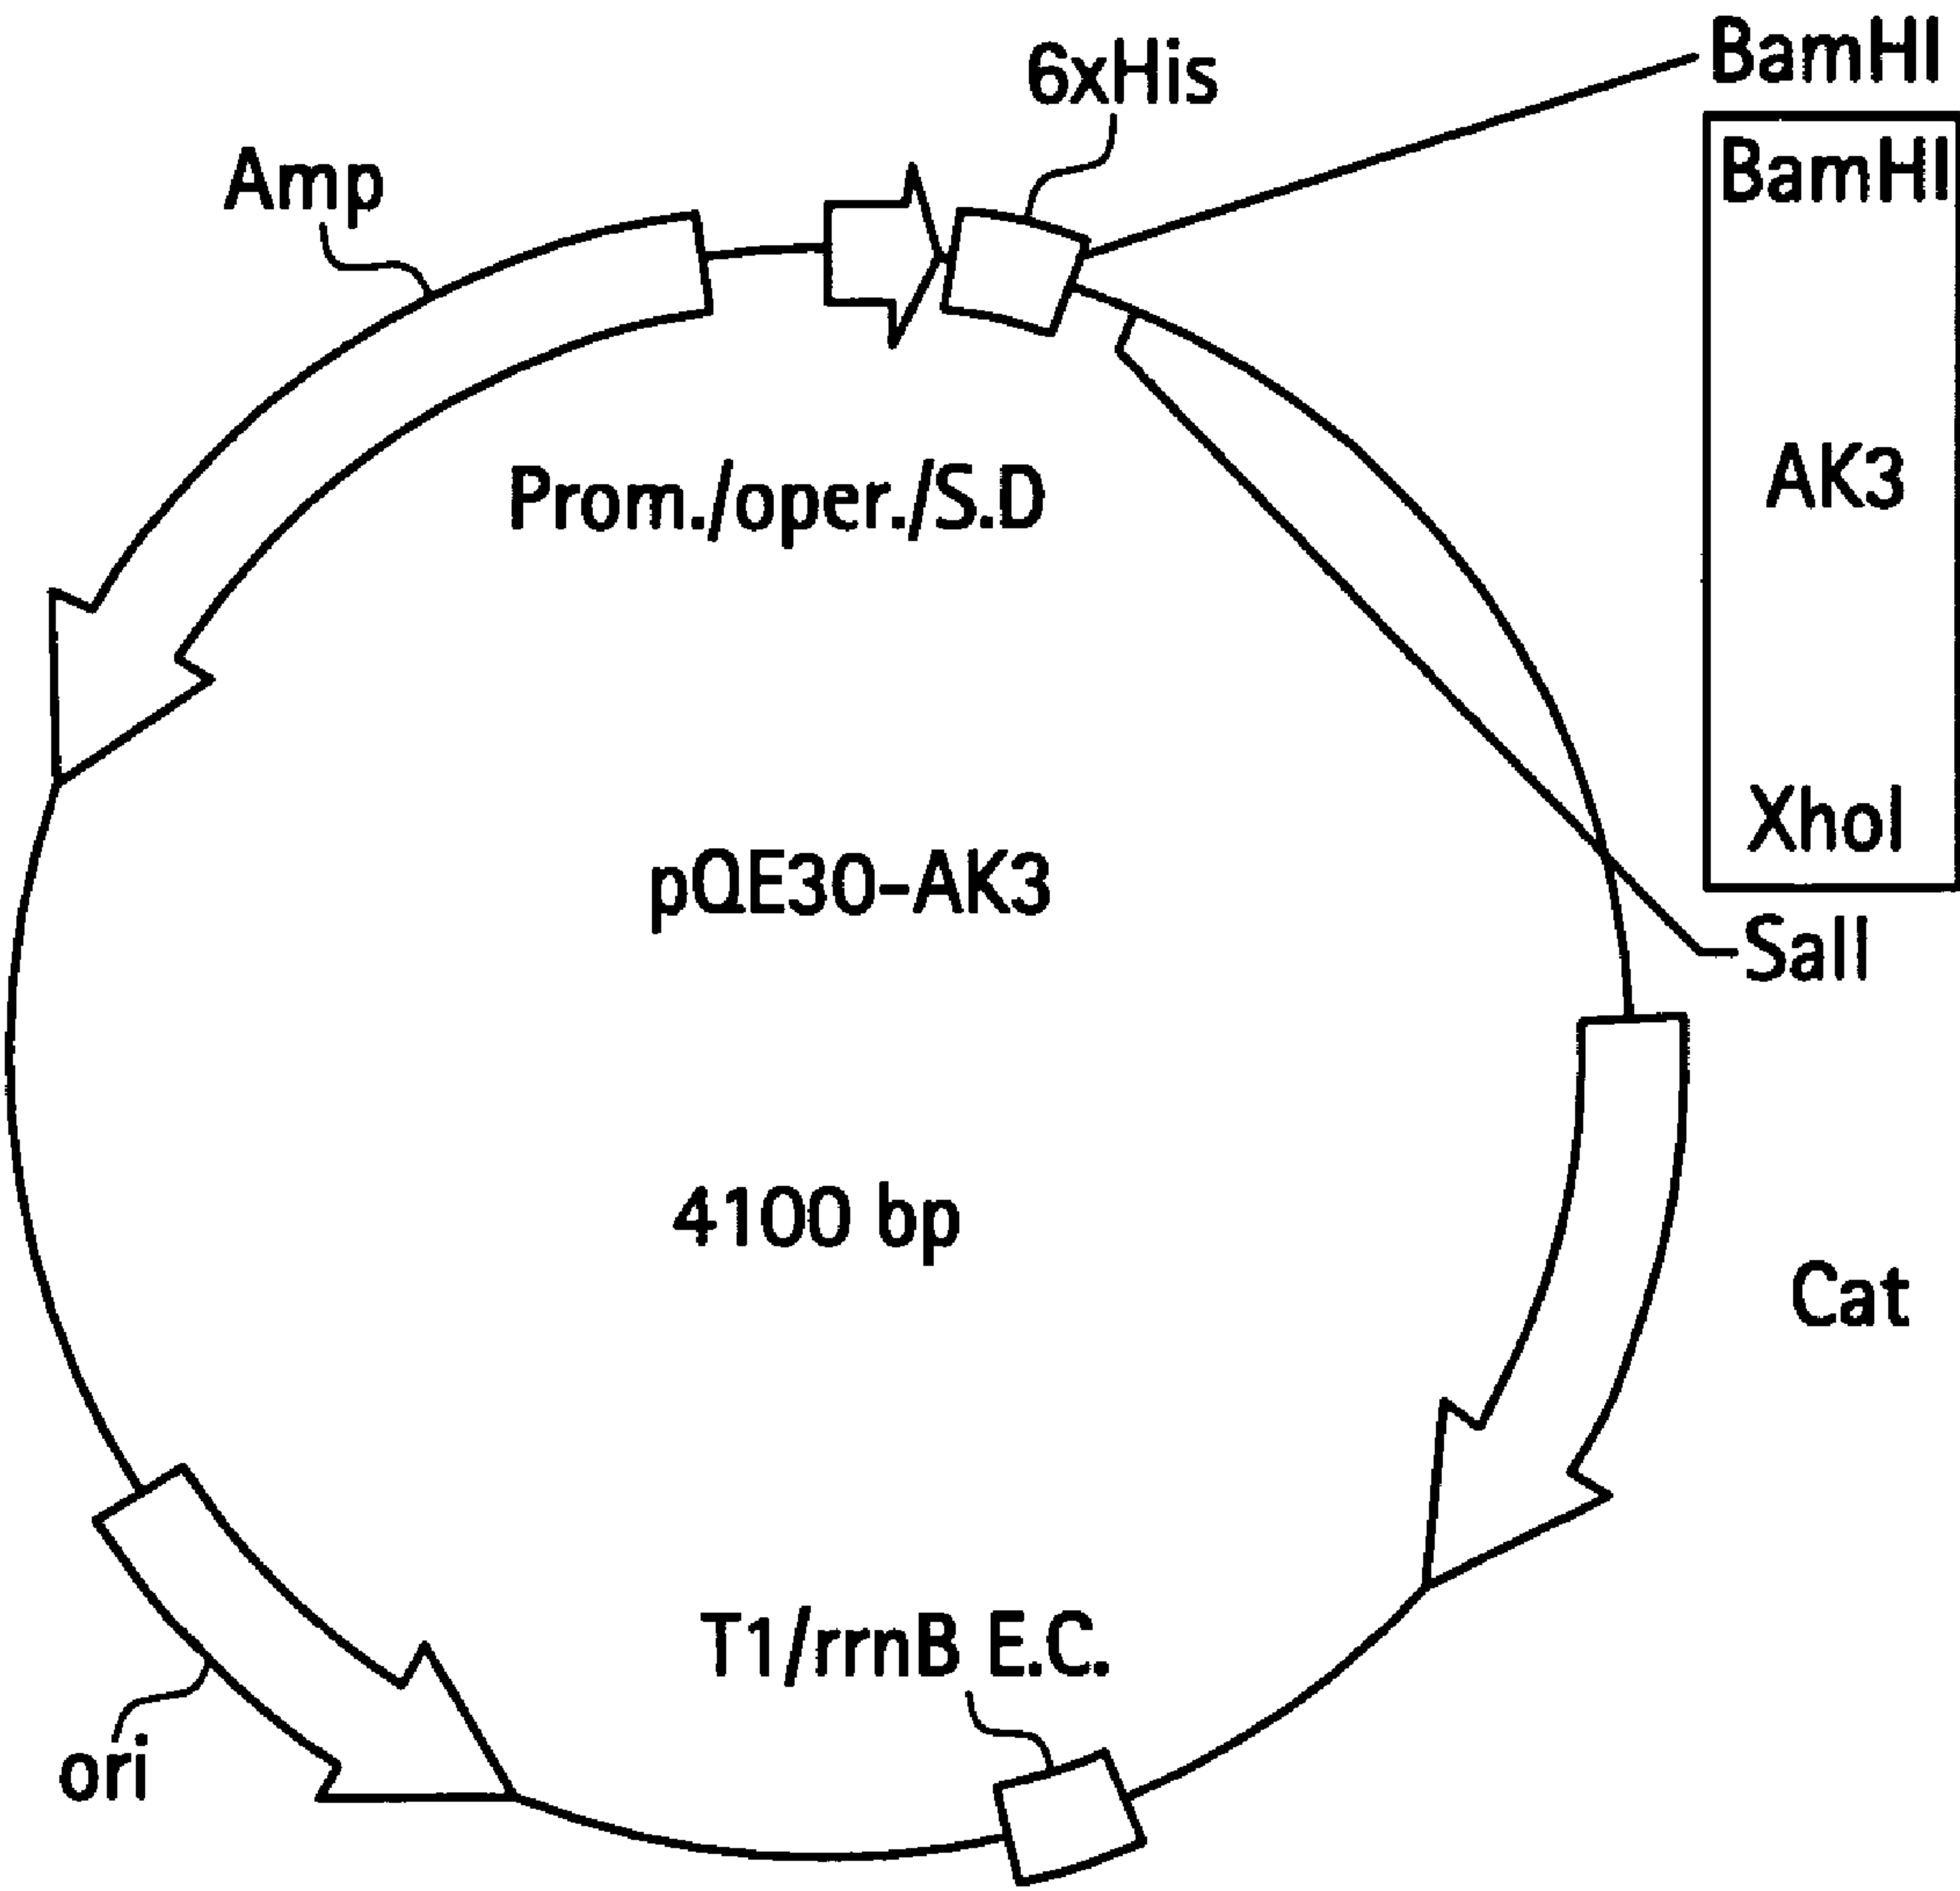 BamHI
6xHis
BamHI
Amp
AK3
Prom./oper./S.D
XhoI
pQE30-AK3
SalI
4100 bp
Cat
T1/rrnB E.C.
ori